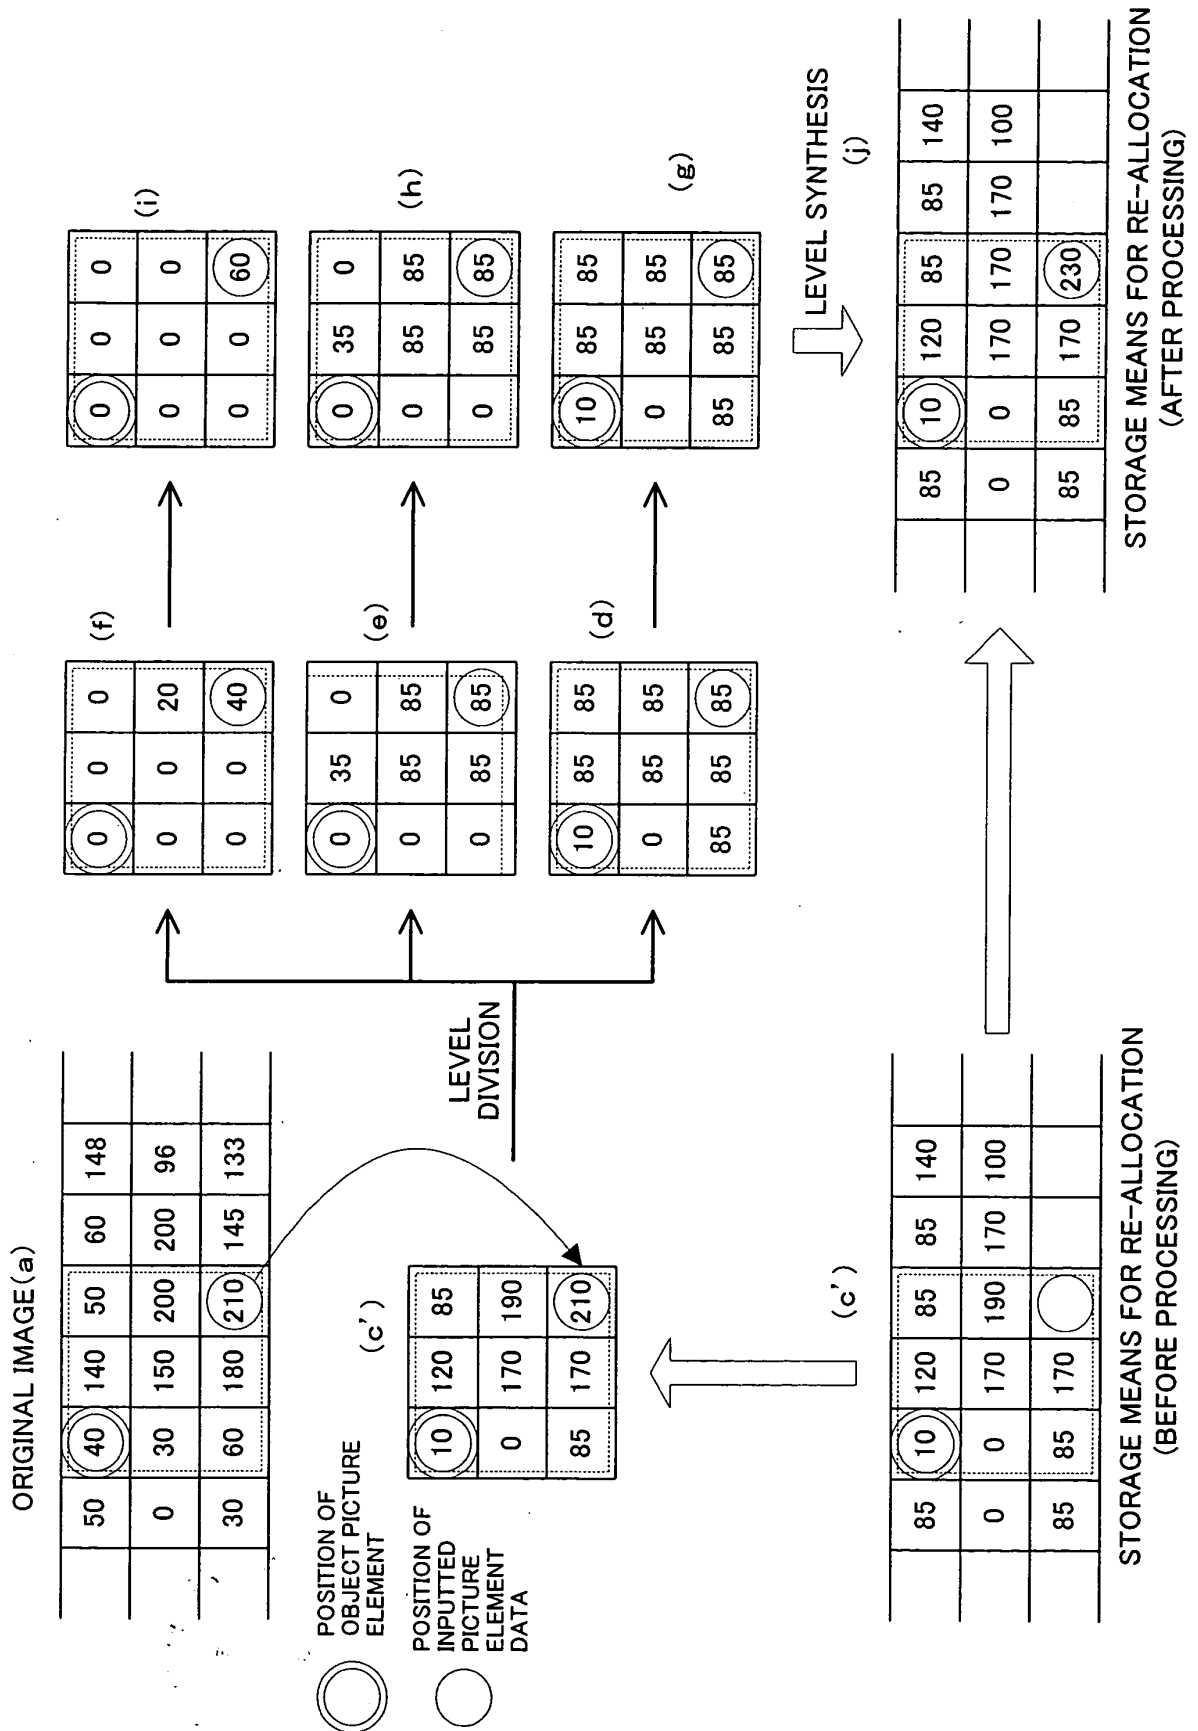 ORIGINAL IMAGE(a)
50 40 140 50 60 148
0 30 150 200 200 96
30 60 180 210 145 133
POSITION OF
OBJECT PICTURE
ELEMENT
POSITION OF
INPUTTED
PICTURE
ELEMENT
DATA
(c')
10 120 85
0 170 190
85 170 210
LEVEL
DIVISION
(f)
0 0 0
0 0 20
0 0 40
(e)
0 35 0
0 85 85
0 85 85
(d)
10 85 85
0 85 85
85 85 85
(i)
0 0 0
0 0 0
0 0 60
(h)
0 35 0
0 85 85
0 85 85
(g)
10 85 85
0 85 85
85 85 85
LEVEL SYNTHESIS
(j)
(c')
85 10 120 85 85 140
0 0 170 190 170 100
85 85 170
STORAGE MEANS FOR RE-ALLOCATION
(BEFORE PROCESSING)
85 10 120 85 85 140
0 0 170 170 170 100
85 85 170 230
STORAGE MEANS FOR RE-ALLOCATION
(AFTER PROCESSING)